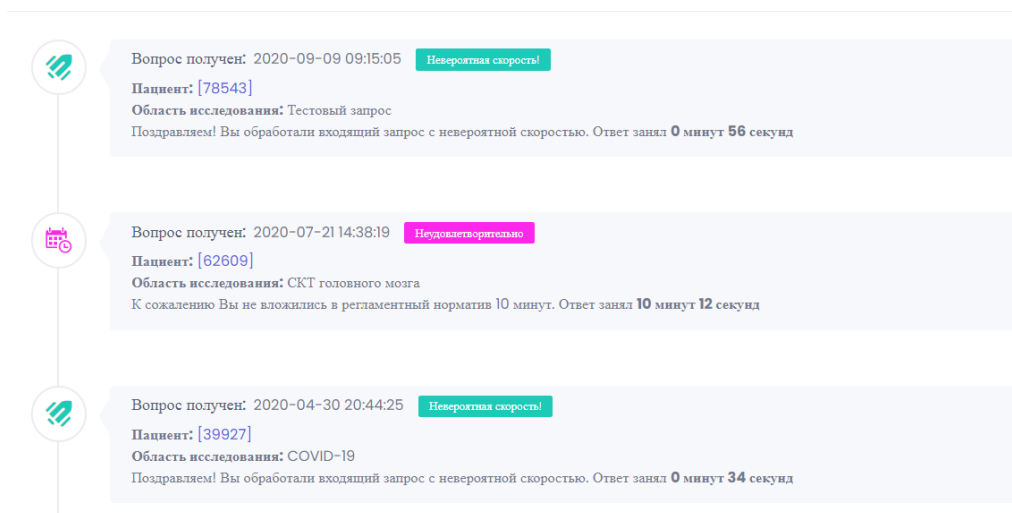 Вопрос получен: 2020-09-09 09:15:05 Невероятная скорость!
Пациент: [78543]
Область исследования: Тестовый запрос
Поздравляем! Вы обработали входящий запрос с невероятной скоростью. Ответ занял 0 минут 56 секунд
Вопрос получен: 2020-07-21 14:38:19 Неудовлетворительно
Пациент: [62609]
Область исследования: СКТ головного мозга
К сожалению Вы не вложились в регламентный норматив 10 минут. Ответ занял 10 минут 12 секунд
Вопрос получен: 2020-04-30 20:44:25 Невероятная скорость!
Пациент: [39927]
Область исследования: COVID-19
Поздравляем! Вы обработали входящий запрос с невероятной скоростью. Ответ занял 0 минут 34 секунд